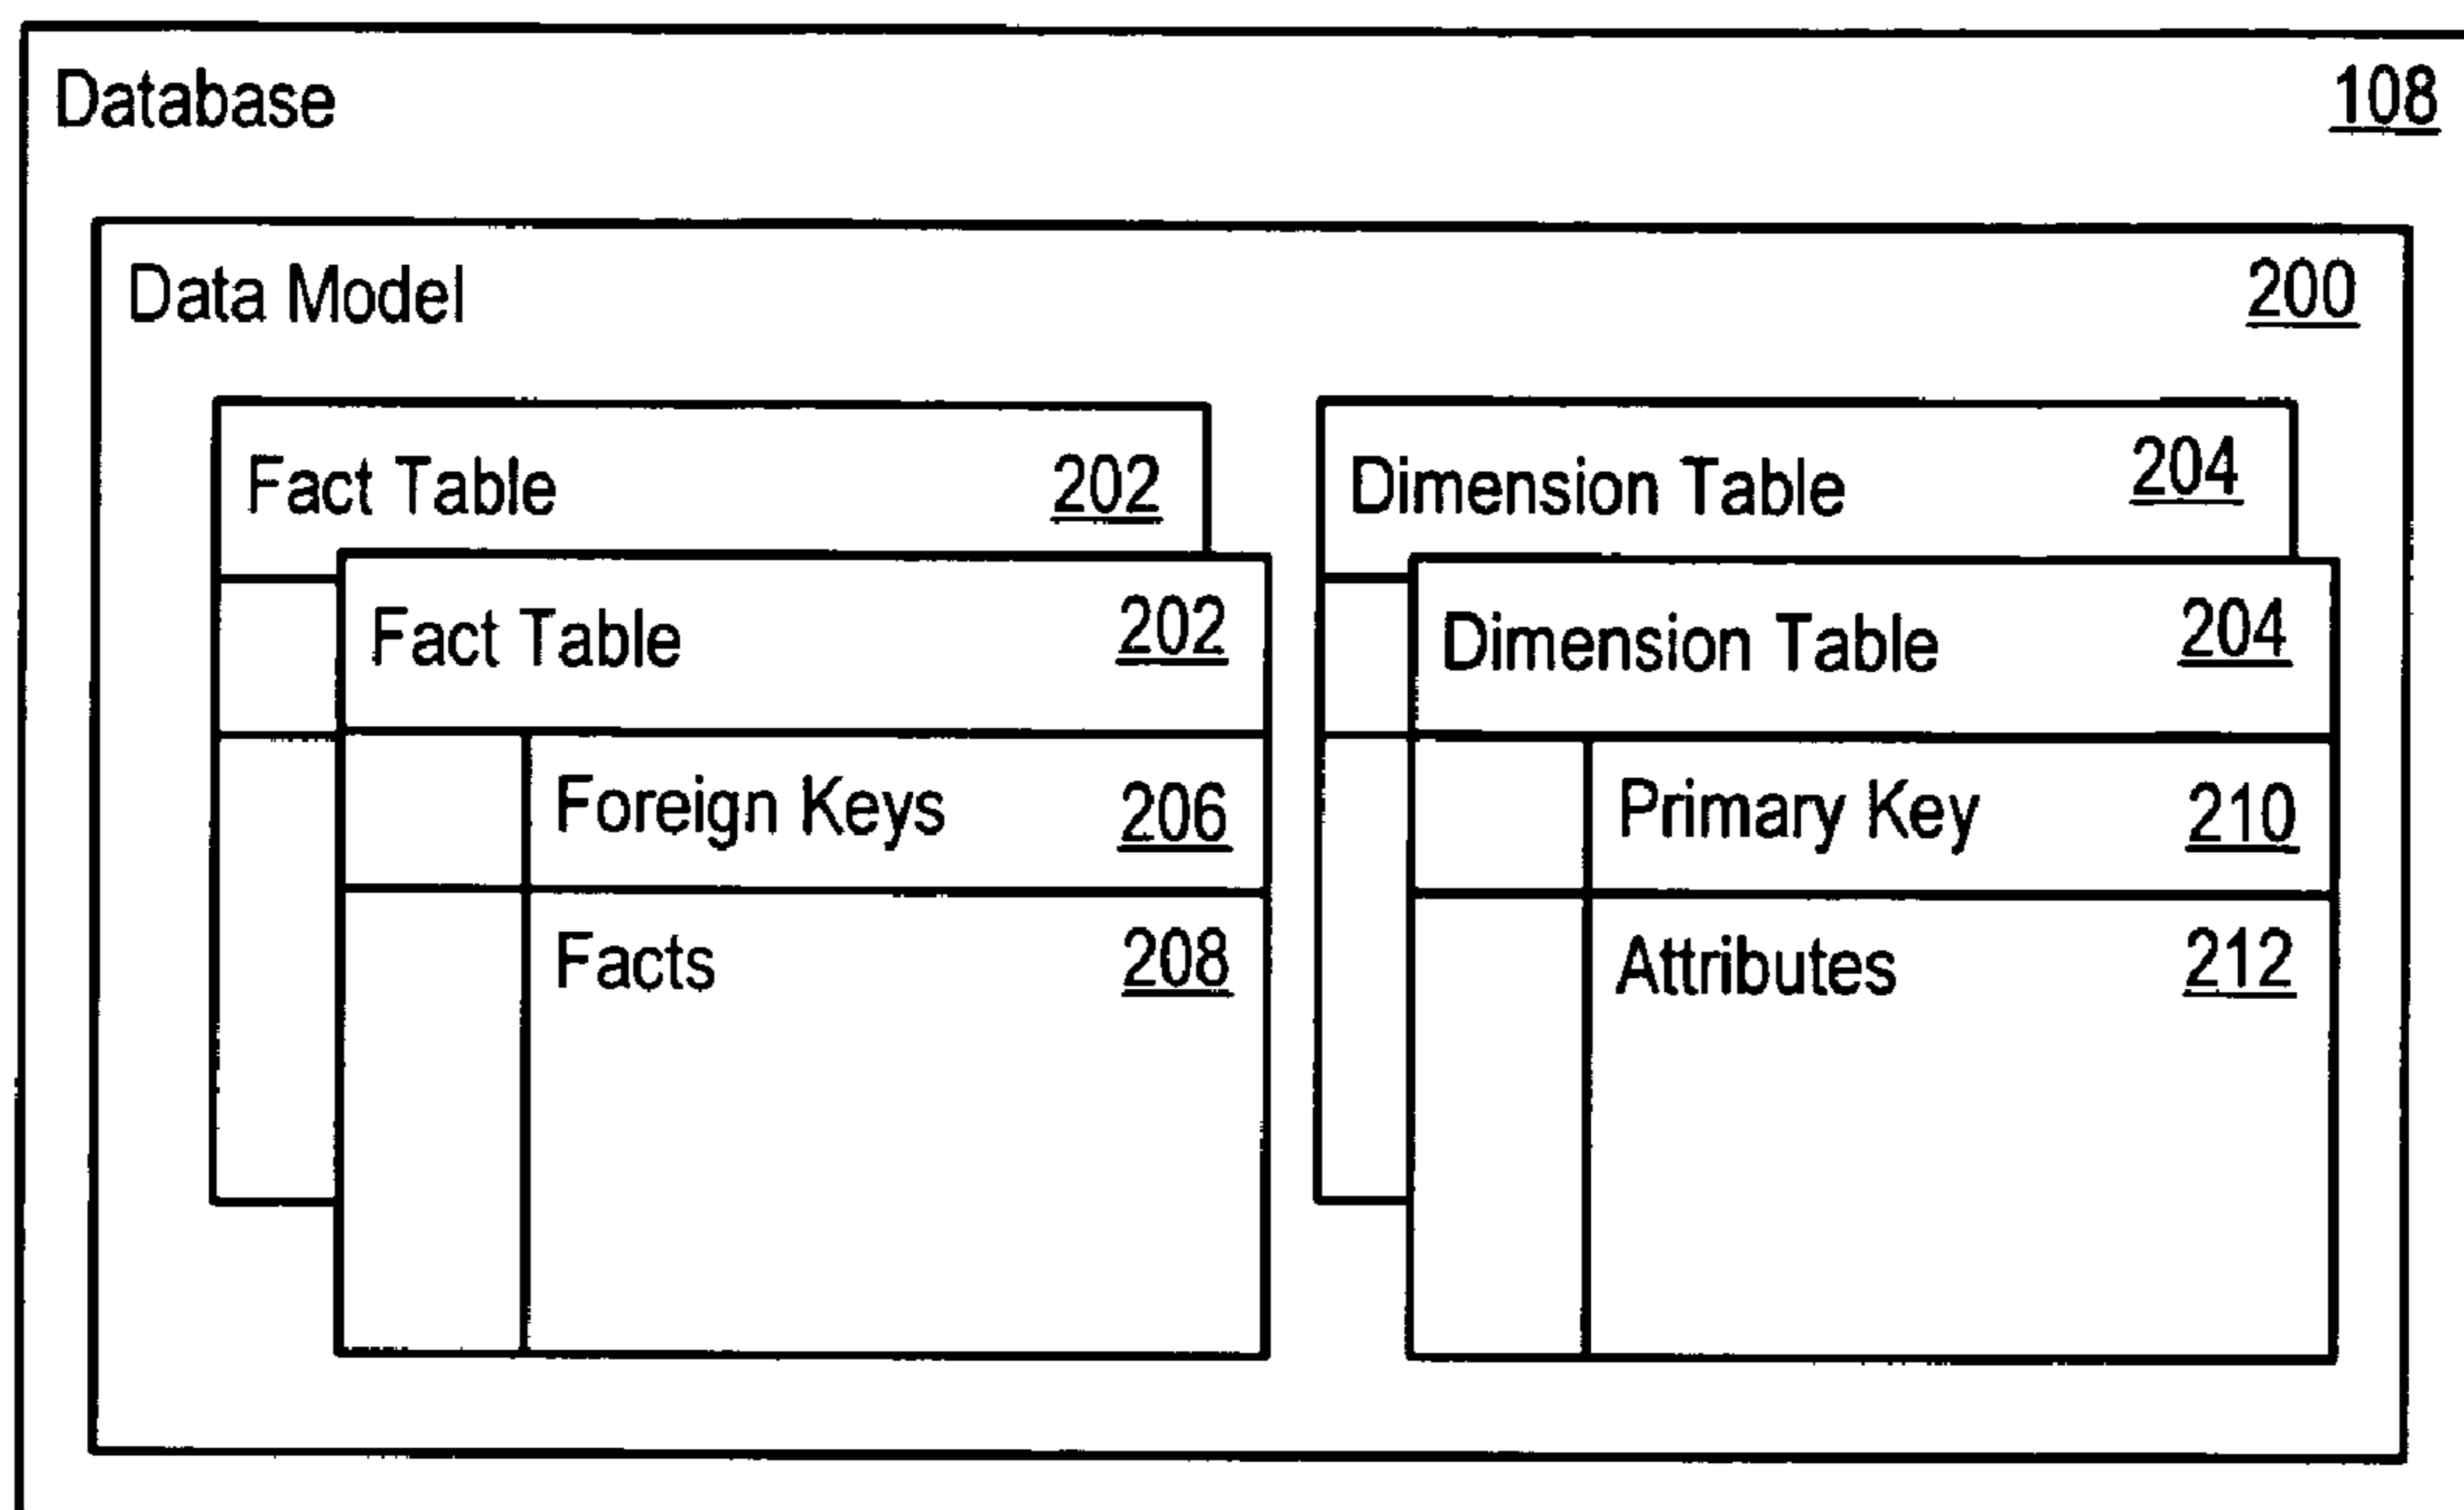 Database 108
Data Model 200
Fact Table 202
Dimension Table 204
Fact Table 202
Dimension Table 204
Foreign Keys 206
Primary Key 210
Facts 208
Attributes 212